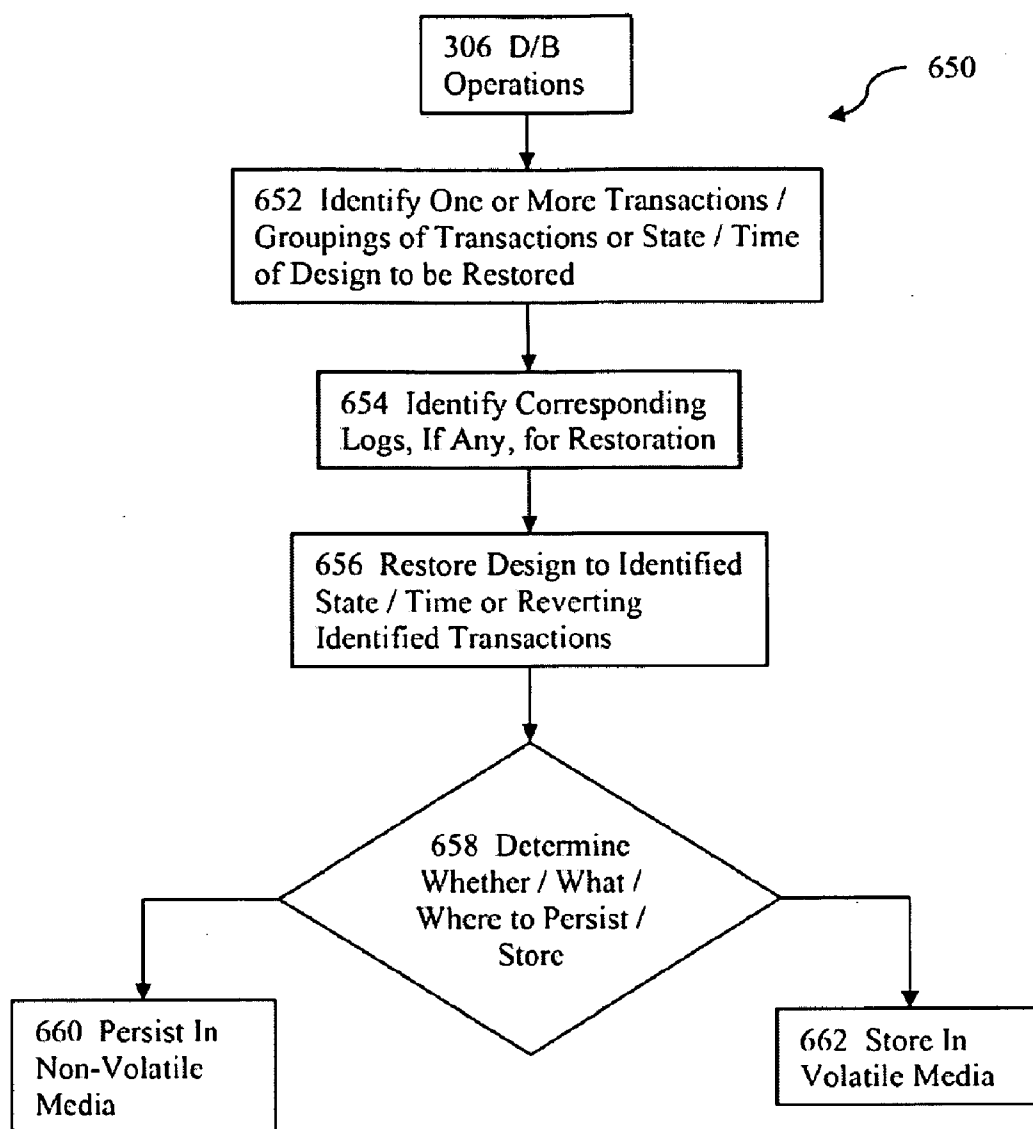 306 D/B
Operations
650
652 Identify One or More Transactions /
Groupings of Transactions or State / Time
of Design to be Restored
654 Identify Corresponding
Logs, If Any, for Restoration
656 Restore Design to Identified
State / Time or Reverting
Identified Transactions
658 Determine
Whether / What /
Where to Persist /
Store
660 Persist In
Non-Volatile
Media
662 Store In
Volatile Media